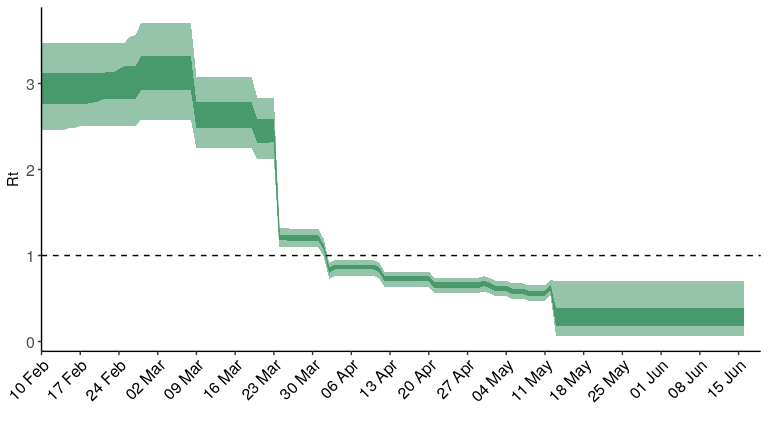 3
2
1
0
Rt
10 Feb
17 Feb
24 Feb
02 Mar
09 Mar
16 Mar
23 Mar
30 Mar
06 Apr
13 Apr
20 Apr
27 Apr
04 May
11 May
18 May
25 May
01 Jun
08 Jun
15 Jun